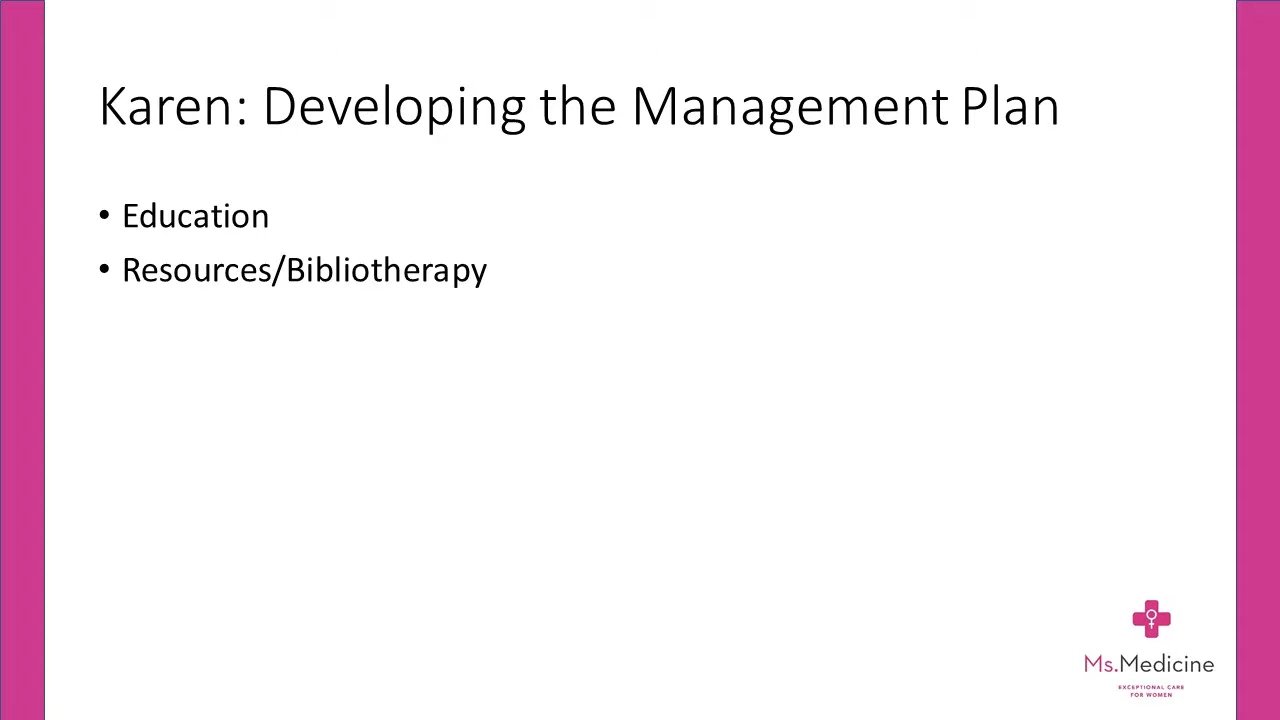 Karen: Developing the Management Plan
• Education
• Resources/Bibliotherapy
Ms.Medicine
EXCEPTIONAL CARE
FOR WOMEN